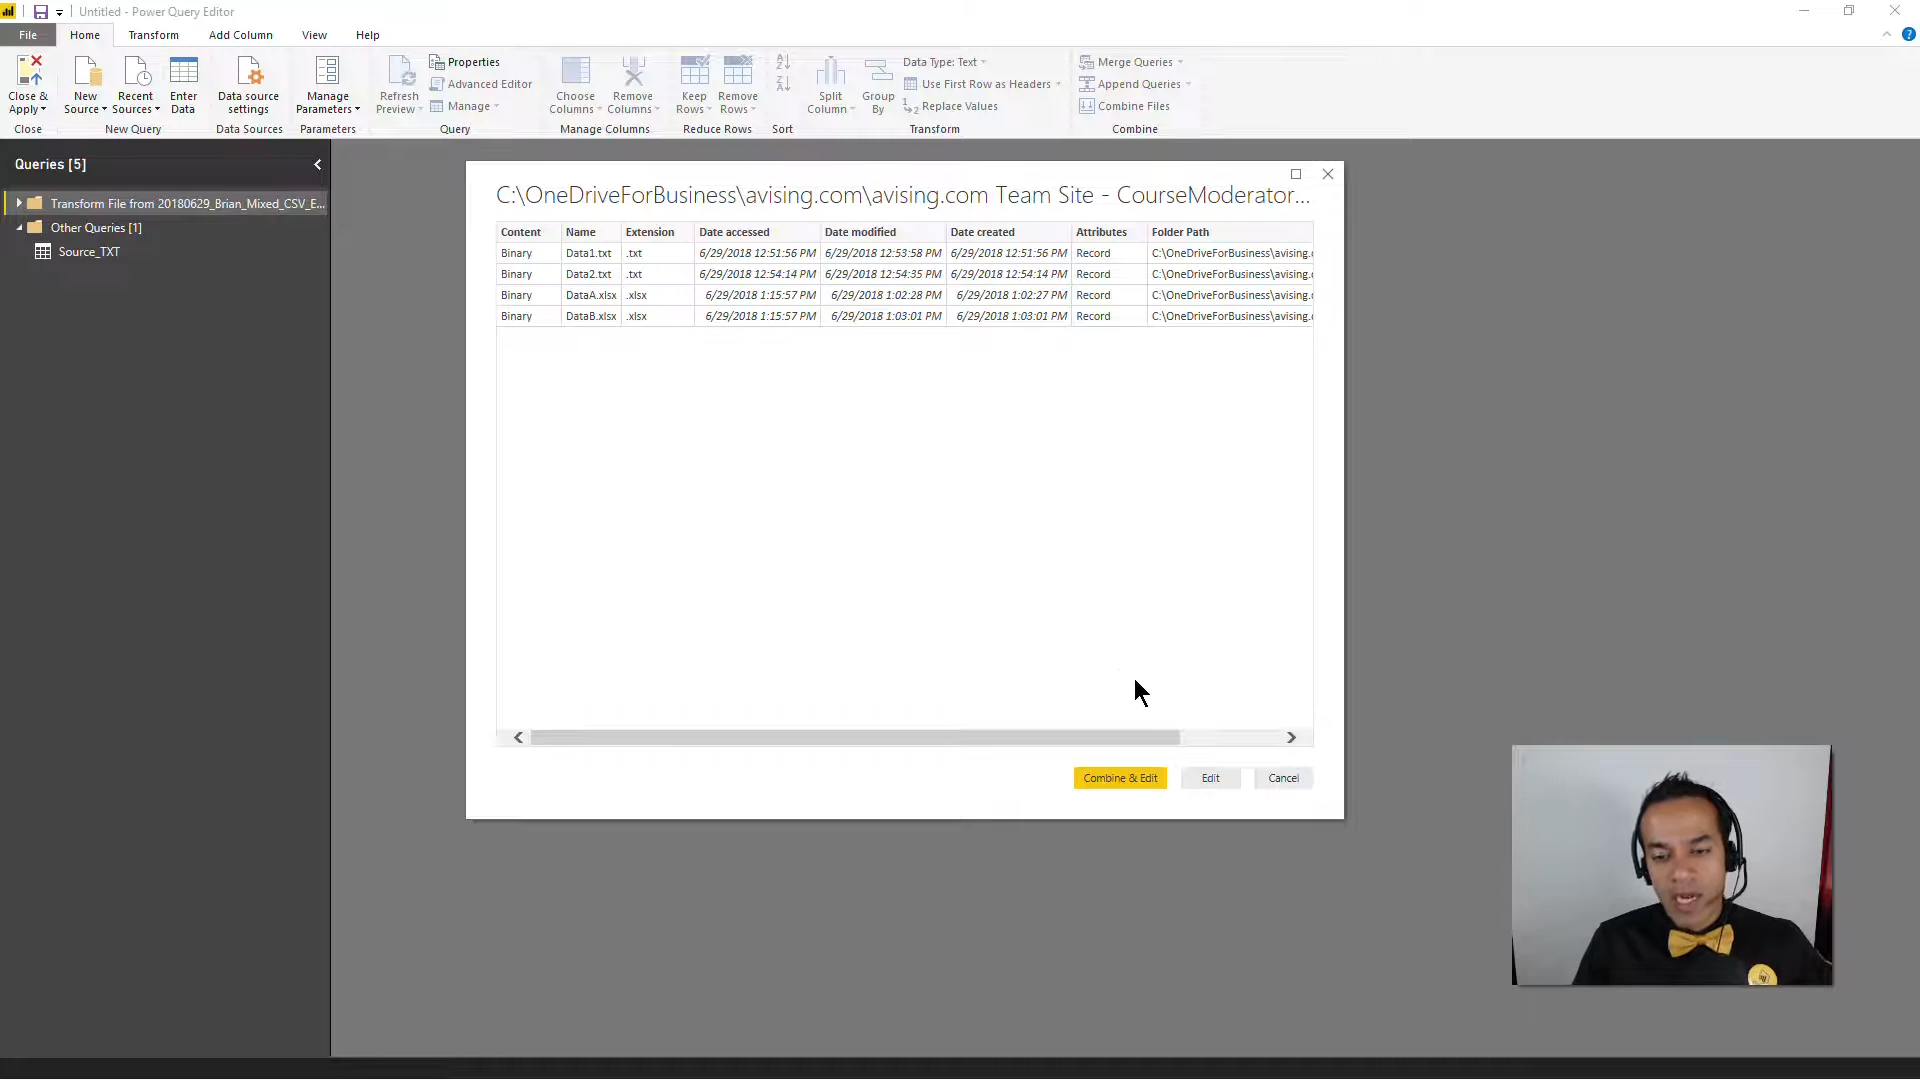 Untitled - Power Query Editor
File Home Transform Add Column View Help
Close & Apply
New Source
Recent Sources
Enter Data
Data source settings
Manage Parameters
Refresh Preview
Properties
Advanced Editor
Manage
Choose Columns
Remove Columns
Keep Rows
Remove Rows
Split Column
Group By
Data Type: Text
Use First Row as Headers
Replace Values
Merge Queries
Append Queries
Combine Files
Close New Query Data Sources Parameters Query Manage Columns Reduce Rows Sort Transform Combine
Queries [5]
Transform File from 20180629_Brian_Mixed_CSV_E...
Other Queries [1]
Source_TXT
C:\OneDriveForBusiness\avising.com\avising.com Team Site - CourseModerator...
Content Name Extension Date accessed Date modified Date created Attributes Folder Path
Binary Data1.txt .txt 6/29/2018 12:51:56 PM 6/29/2018 12:53:58 PM 6/29/2018 12:51:56 PM Record C:\OneDriveForBusiness\avising.
Binary Data2.txt .txt 6/29/2018 12:54:14 PM 6/29/2018 12:54:35 PM 6/29/2018 12:54:14 PM Record C:\OneDriveForBusiness\avising.
Binary DataA.xlsx .xlsx 6/29/2018 1:15:57 PM 6/29/2018 1:02:28 PM 6/29/2018 1:02:27 PM Record C:\OneDriveForBusiness\avising.
Binary DataB.xlsx .xlsx 6/29/2018 1:15:57 PM 6/29/2018 1:03:01 PM 6/29/2018 1:03:01 PM Record C:\OneDriveForBusiness\avising.
Combine & Edit Edit Cancel